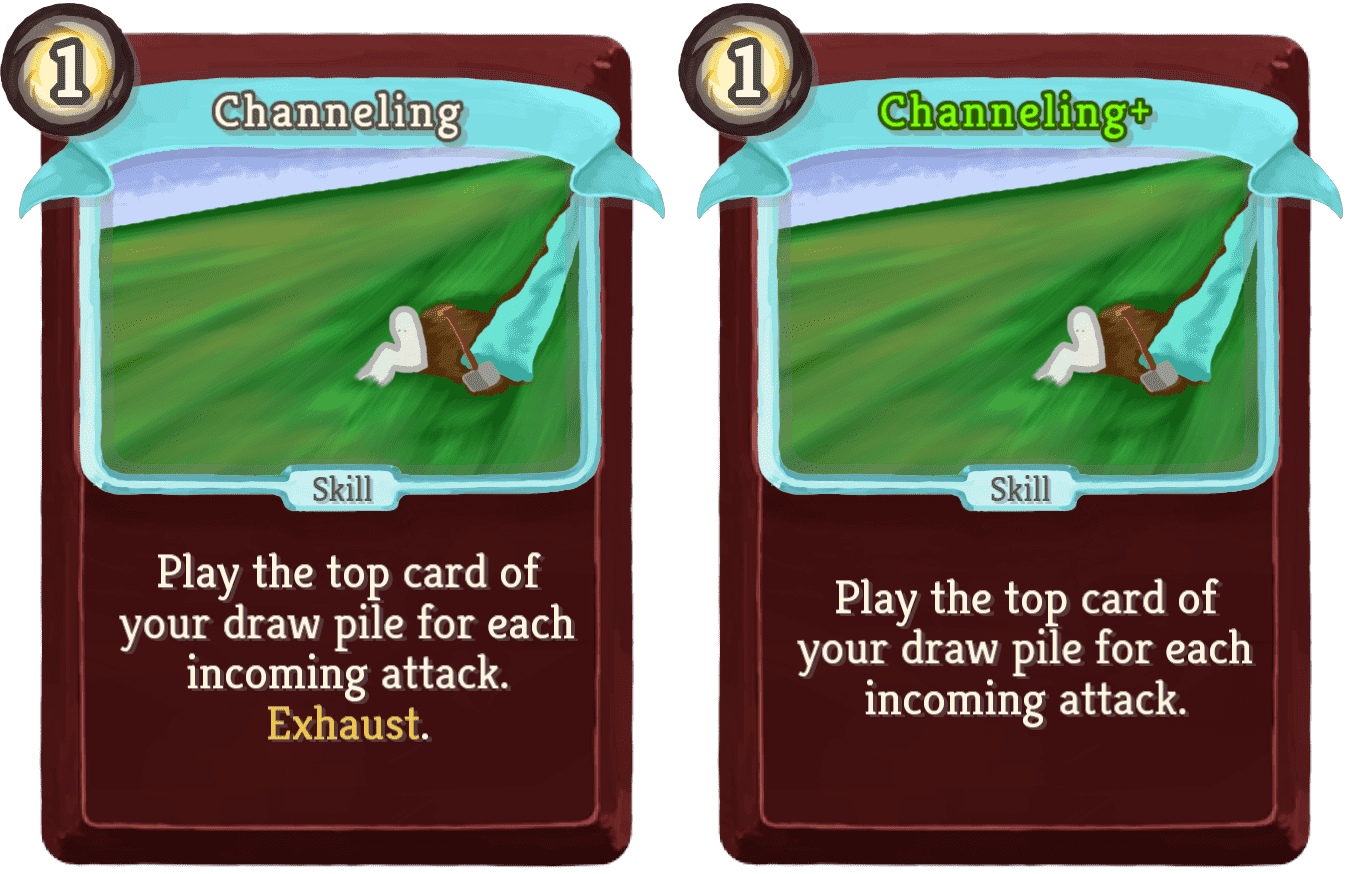 1
Channeling
Skill
Play the top card of
your draw pile for each
incoming attack.
Exhaust.
1
Channeling+
Skill
Play the top card of
your draw pile for each
incoming attack.